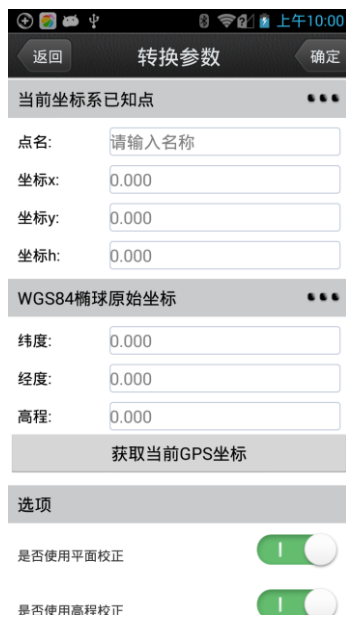 上午10:00
返回 转换参数 确定
当前坐标系已知点
点名: 请输入名称
坐标x: 0.000
坐标y: 0.000
坐标h: 0.000
WGS84椭球原始坐标
纬度: 0.000
经度: 0.000
高程: 0.000
获取当前GPS坐标
选项
是否使用平面校正
是否使用高程校正